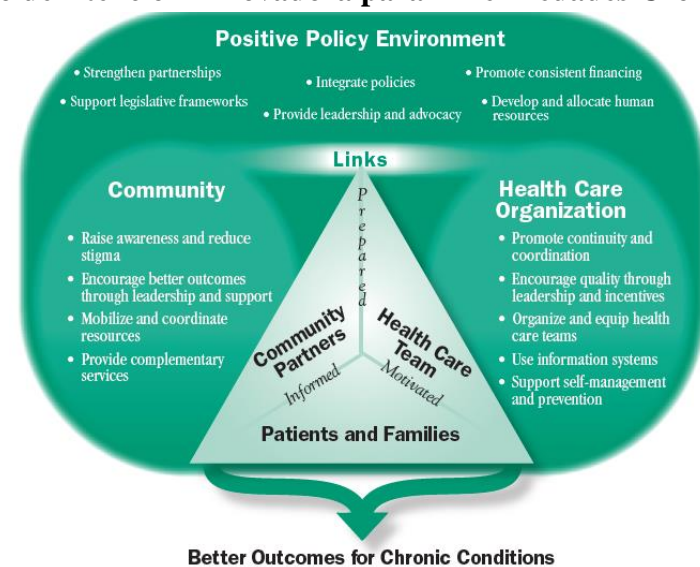 Positive Policy Environment
• Strengthen partnerships
• Support legislative frameworks
• Integrate policies
• Provide leadership and advocacy
• Promote consistent financing
• Develop and allocate human
resources
Links
Community
• Raise awareness and reduce
stigma
• Encourage better outcomes
through leadership and support
• Mobilize and coordinate
resources
• Provide complementary
services
Prepared
Community
Partners
Health Care
Team
Informed
Motivated
Patients and Families
Health Care
Organization
• Promote continuity and
coordination
• Encourage quality through
leadership and incentives
• Organize and equip health
care teams
• Use information systems
• Support self-management
and prevention
Better Outcomes for Chronic Conditions